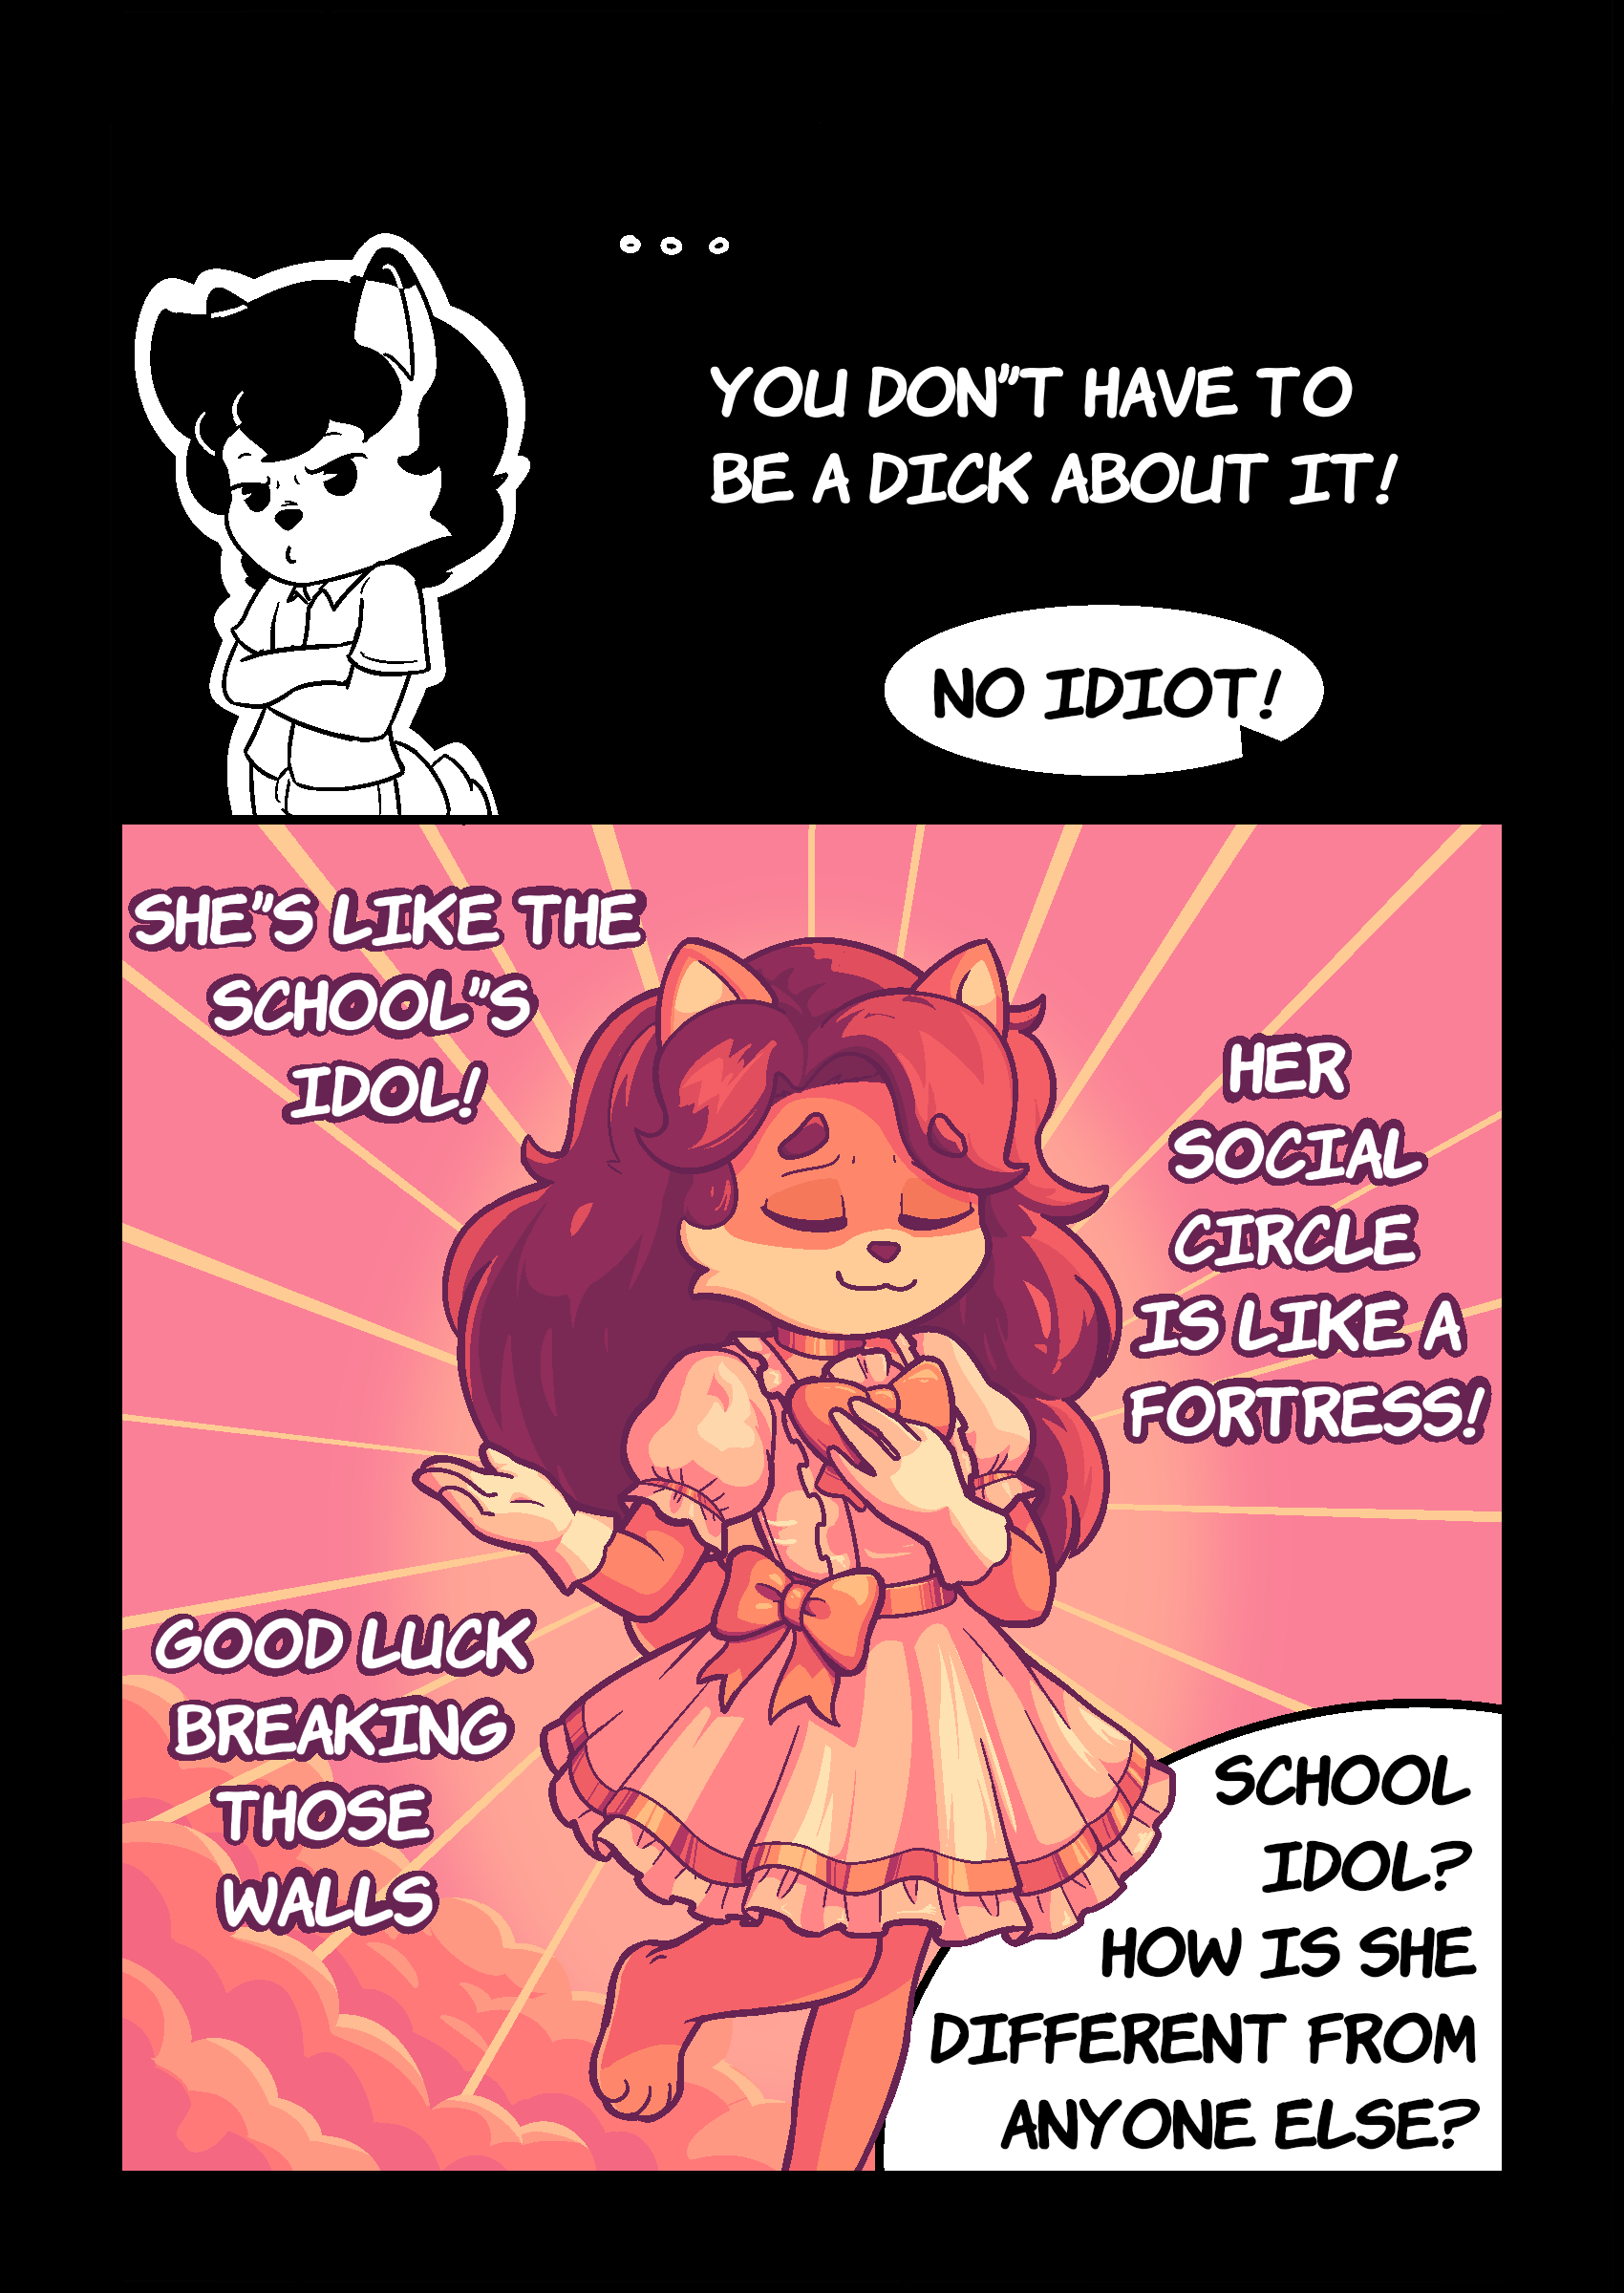 ...
YOU DON"T HAVE TO
BE A DICK ABOUT IT!
NO IDIOT!
SHE"S LIKE THE
SCHOOL"S
IDOL!
HER
SOCIAL
CIRCLE
IS LIKE A
FORTRESS!
GOOD LUCK
BREAKING
THOSE
WALLS
SCHOOL
IDOL?
HOW IS SHE
DIFFERENT FROM
ANYONE ELSE?